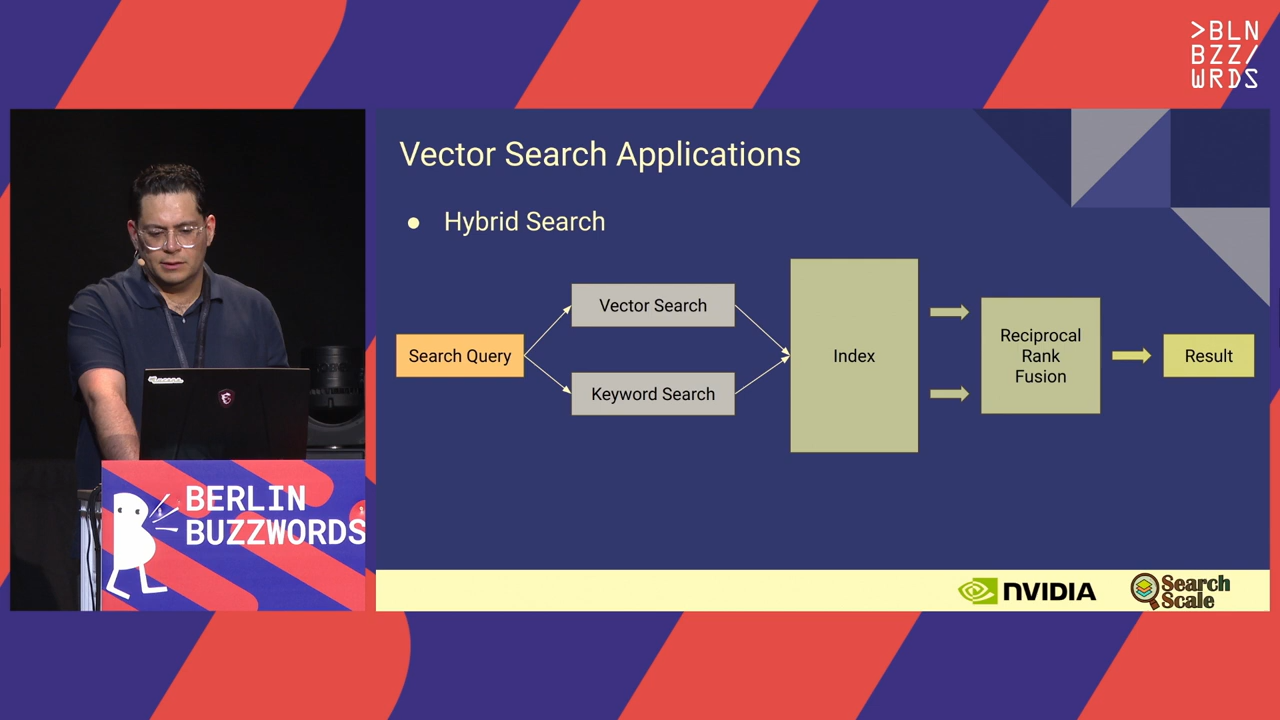 >BLN
BZZ/
WRDS
Vector Search Applications
● Hybrid Search
Search Query
Vector Search
Keyword Search
Index
Reciprocal
Rank
Fusion
Result
BERLIN
BUZZWORDS
NVIDIA
Search
Scale